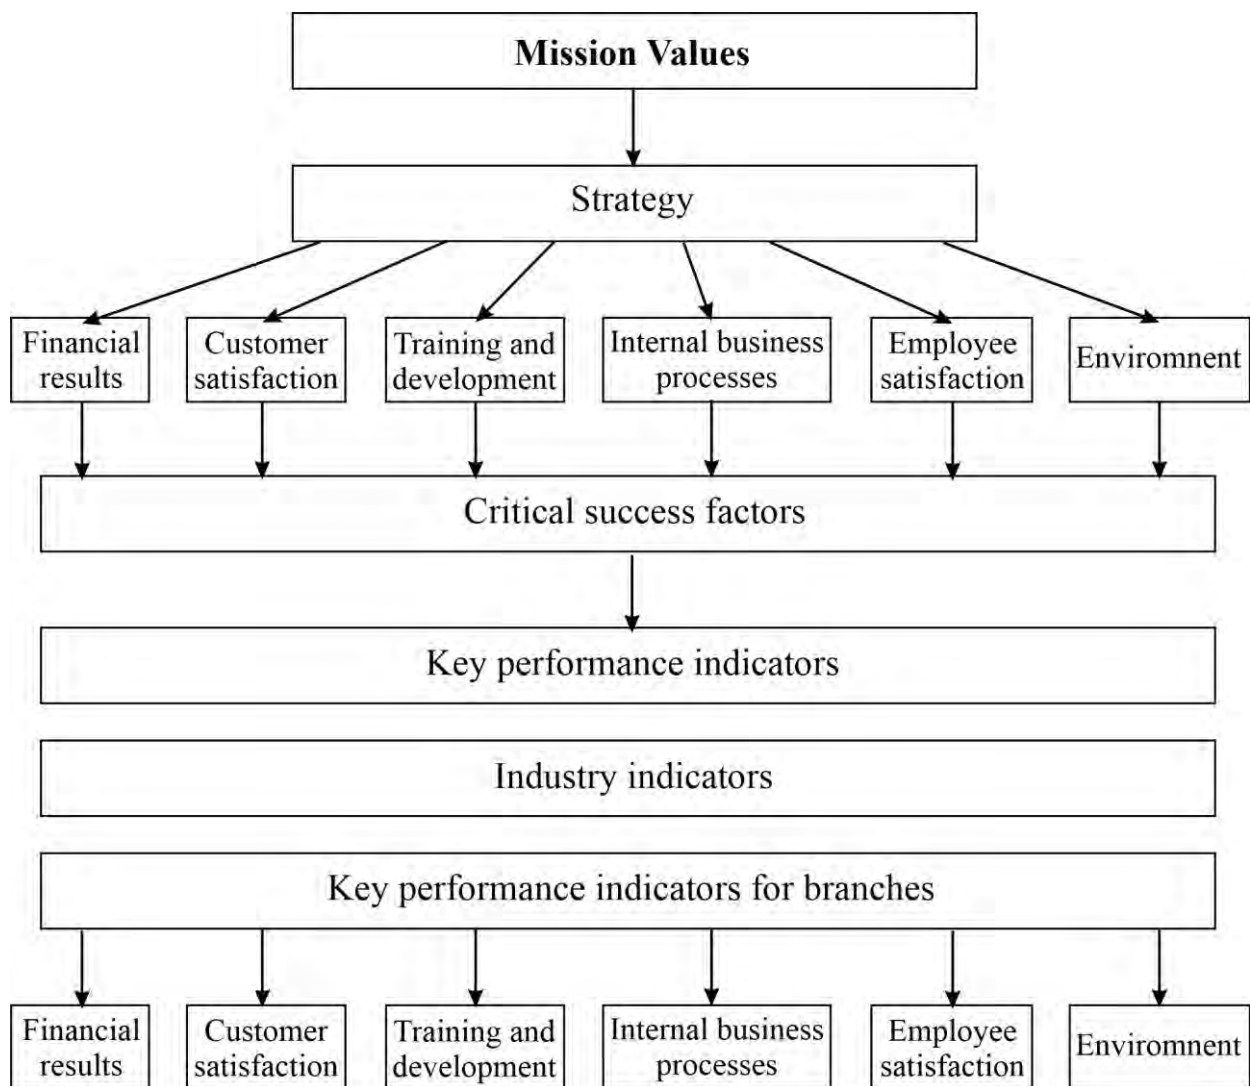 Mission Values
Strategy
Financial
results
Customer
satisfaction
Training and
development
Internal business
processes
Employee
satisfaction
Enviromnent
Critical success factors
Key performance indicators
Industry indicators
Key performance indicators for branches
Financial
results
Customer
satisfaction
Training and
development
Internal business
processes
Employee
satisfaction
Enviromnent